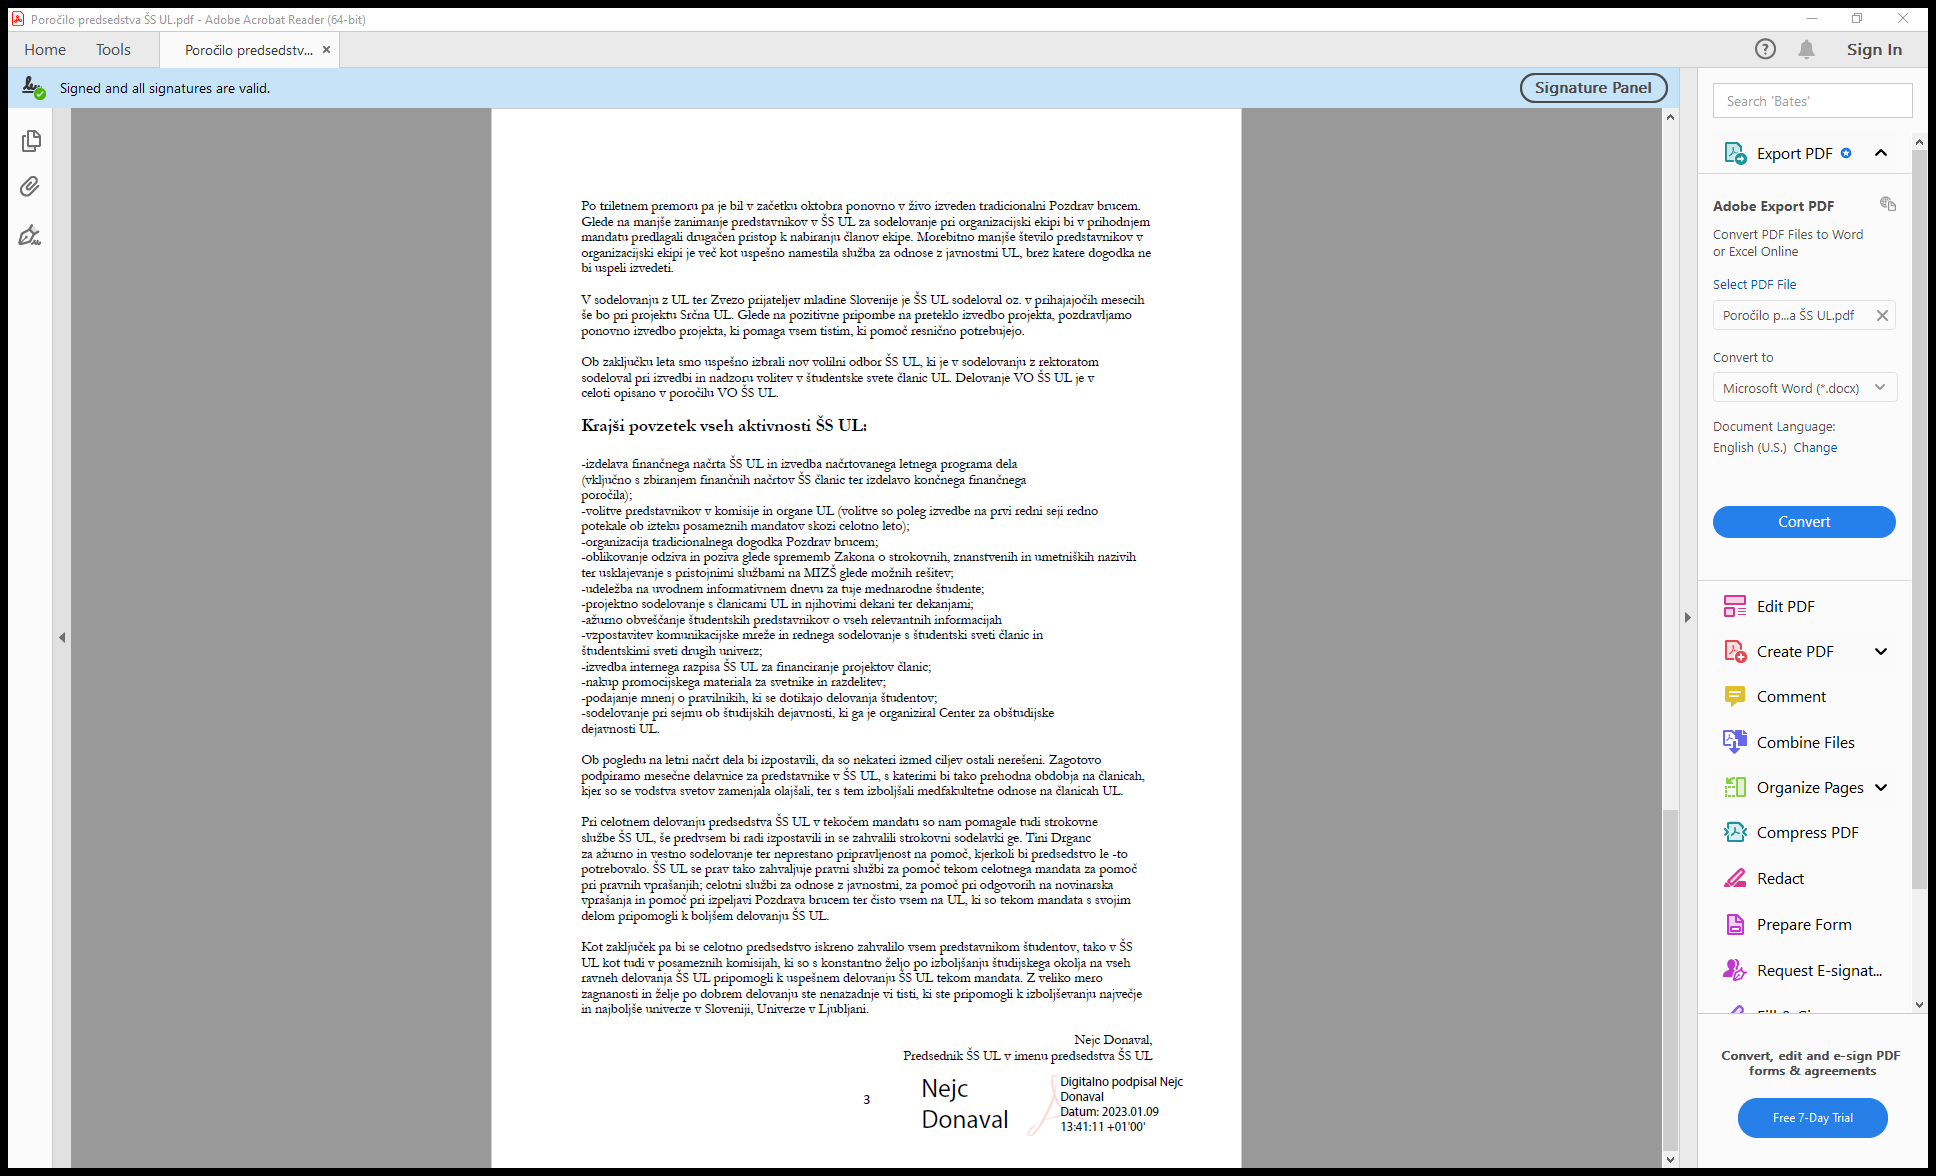 Poročilo predsedstva ŠS UL.pdf - Adobe Acrobat Reader (64-bit)
Home
Tools
Poročilo predsedstv...
Sign In
Signed and all signatures are valid.
Signature Panel
Po triletnem premoru pa je bil v začetku oktobra ponovno v živo izveden tradicionalni Pozdrav brucem.
Glede na manjše zanimanje predstavnikov v ŠS UL za sodelovanje pri organizacijski ekipi bi v prihodnjem
mandatu predlagali drugačen pristop k nabiranju članov ekipe. Morebitno manjše število predstavnikov v
organizacijski ekipi je več kot uspešno namestila služba za odnose z javnostmi UL, brez katere dogodka ne
bi uspeli izvedeti.
V sodelovanju z UL ter Zvezo prijateljev mladine Slovenije je ŠS UL sodeloval oz. v prihajajočih mesecih
še bo pri projektu Srčna UL. Glede na pozitivne pripombe na preteklo izvedbo projekta, pozdravljamo
ponovno izvedbo projekta, ki pomaga vsem tistim, ki pomoč resnično potrebujejo.
Ob zaključku leta smo uspešno izbrali nov volilni odbor ŠS UL, ki je v sodelovanju z rektoratom
sodeloval pri izvedbi in nadzoru volitev v študentske svete članic UL. Delovanje VO ŠS UL je v
celoti opisano v poročilu VO ŠS UL.
Krajši povzetek vseh aktivnosti ŠS UL:
-izdelava finančnega načrta ŠS UL in izvedba načrtovanega letnega programa dela
(vključno s zbiranjem finančnih načrtov ŠS članic ter izdelavo končnega finančnega
poročila);
-volitve predstavnikov v komisije in organe UL (volitve so poleg izvedbe na prvi redni seji redno
potekale ob izteku posameznih mandatov skozi celotno leto);
-organizacija tradicionalnega dogodka Pozdrav brucem;
-oblikovanje odziva in poziva glede sprememb Zakona o strokovnih, znanstvenih in umetniških nazivih
ter usklajevanje s pristojnimi službami na MIZŠ glede možnih rešitev;
-udeležba na uvodnem informativnem dnevu za tuje mednarodne študente;
-projektno sodelovanje s članicami UL in njihovimi dekani ter dekanjami;
-ažurno obveščanje študentskih predstavnikov o vseh relevantnih informacijah
-vzpostavitev komunikacijske mreže in rednega sodelovanje s študentski sveti članic in
študentskimi sveti drugih univerz;
-izvedba internega razpisa ŠS UL za financiranje projektov članic;
-nakup promocijskega materiala za svetnike in razdelitev;
-podajanje mnenj o pravilnikih, ki se dotikajo delovanja študentov;
-sodelovanje pri sejmu ob študijskih dejavnosti, ki ga je organiziral Center za obštudijske
dejavnosti UL.
Ob pogledu na letni načrt dela bi izpostavili, da so nekateri izmed ciljev ostali nerešeni. Zagotovo
podpiramo mesečne delavnice za predstavnike v ŠS UL, s katerimi bi tako prehodna obdobja na članicah,
kjer so se vodstva svetov zamenjala olajšali, ter s tem izboljšali medfakultetne odnose na članicah UL.
Pri celotnem delovanju predsedstva ŠS UL v tekočem mandatu so nam pomagale tudi strokovne
službe ŠS UL, še predvsem bi radi izpostavili in se zahvalili strokovni sodelavki ge. Tini Drganc
za ažurno in vestno sodelovanje ter neprestano pripravljenost na pomoč, kjerkoli bi predsedstvo le -to
potrebovalo. ŠS UL se prav tako zahvaljuje pravni službi za pomoč tekom celotnega mandata za pomoč
pri pravnih vprašanjih; celotni službi za odnose z javnostmi, za pomoč pri odgovorih na novinarska
vprašanja in pomoč pri izpeljavi Pozdrava brucem ter čisto vsem na UL, ki so tekom mandata s svojim
delom pripomogli k boljšem delovanju ŠS UL.
Kot zaključek pa bi se celotno predsedstvo iskreno zahvalilo vsem predstavnikom študentov, tako v ŠS
UL kot tudi v posameznih komisijah, ki so s konstantno željo po izboljšanju študijskega okolja na vseh
ravneh delovanja ŠS UL pripomogli k uspešnem delovanju ŠS UL tekom mandata. Z veliko mero
zagnanosti in želje po dobrem delovanju ste nenazadnje vi tisti, ki ste pripomogli k izboljševanju največje
in najboljše univerze v Sloveniji, Univerze v Ljubljani.
Nejc Donaval,
Predsednik ŠS UL v imenu predsedstva ŠS UL
3
Nejc
Donaval
Digitalno podpisal Nejc
Donaval
Datum: 2023.01.09
13:41:11 +01'00'
Search 'Bates'
Export PDF
Adobe Export PDF
Convert PDF Files to Word
or Excel Online
Select PDF File
Poročilo p...a ŠS UL.pdf
Convert to
Microsoft Word (*.docx)
Document Language:
English (U.S.) Change
Convert
Edit PDF
Create PDF
Comment
Combine Files
Organize Pages
Compress PDF
Redact
Prepare Form
Request E-signat...
Convert, edit and e-sign PDF
forms & agreements
Free 7-Day Trial